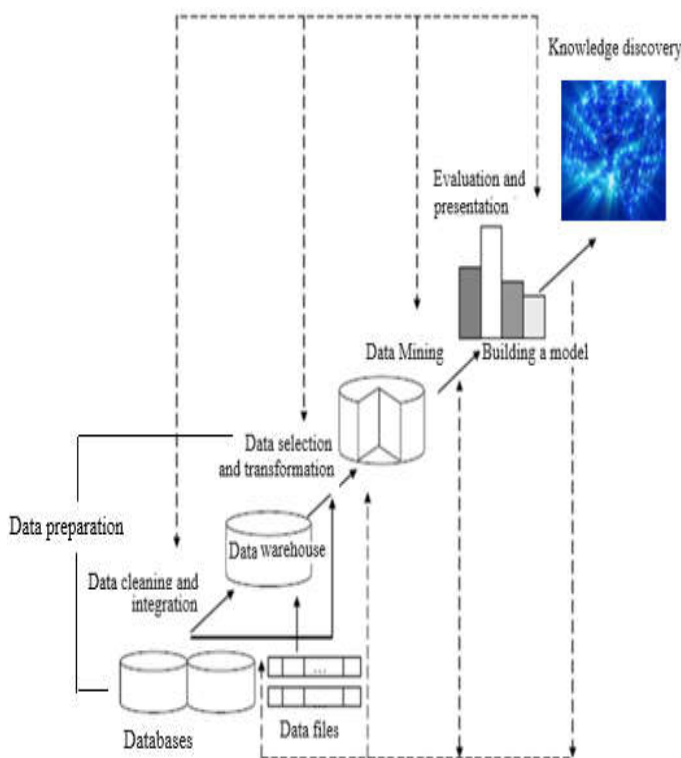 Knowledge discovery
Evaluation and
presentation
Data Mining
Building a model
Data selection
and transformation
Data preparation
Data warehouse
Data cleaning and
integration
...
...
Databases
Data files